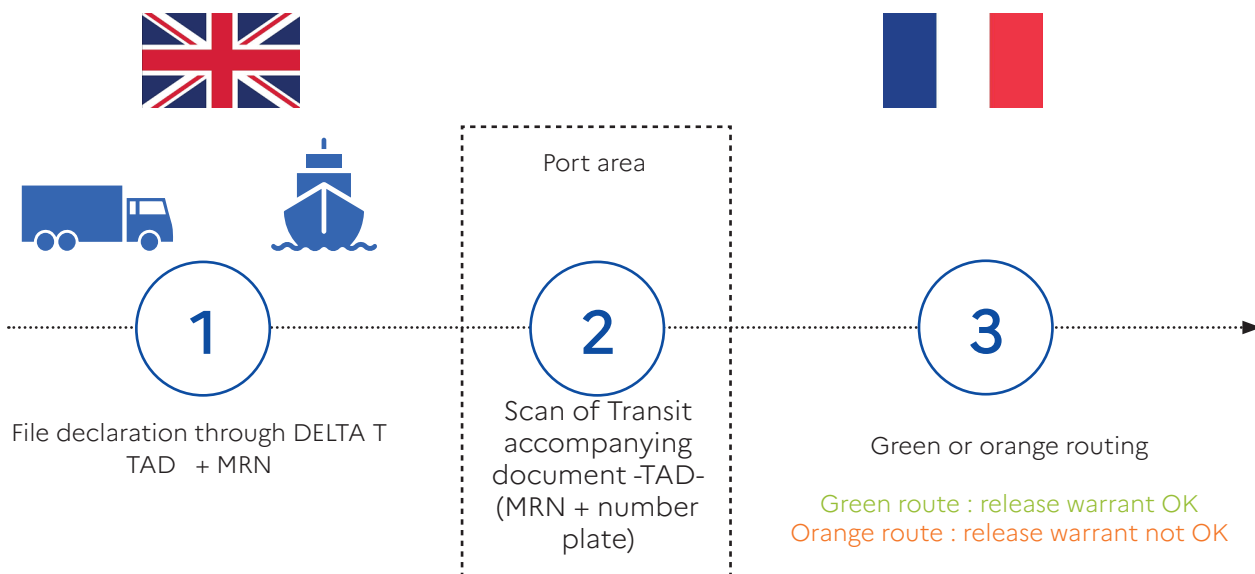 Port area
1
2
3
File declaration through DELTA T
TAD + MRN
Scan of Transit
accompanying
document -TAD-
(MRN + number
plate)
Green or orange routing
Green route : release warrant OK
Orange route : release warrant not OK